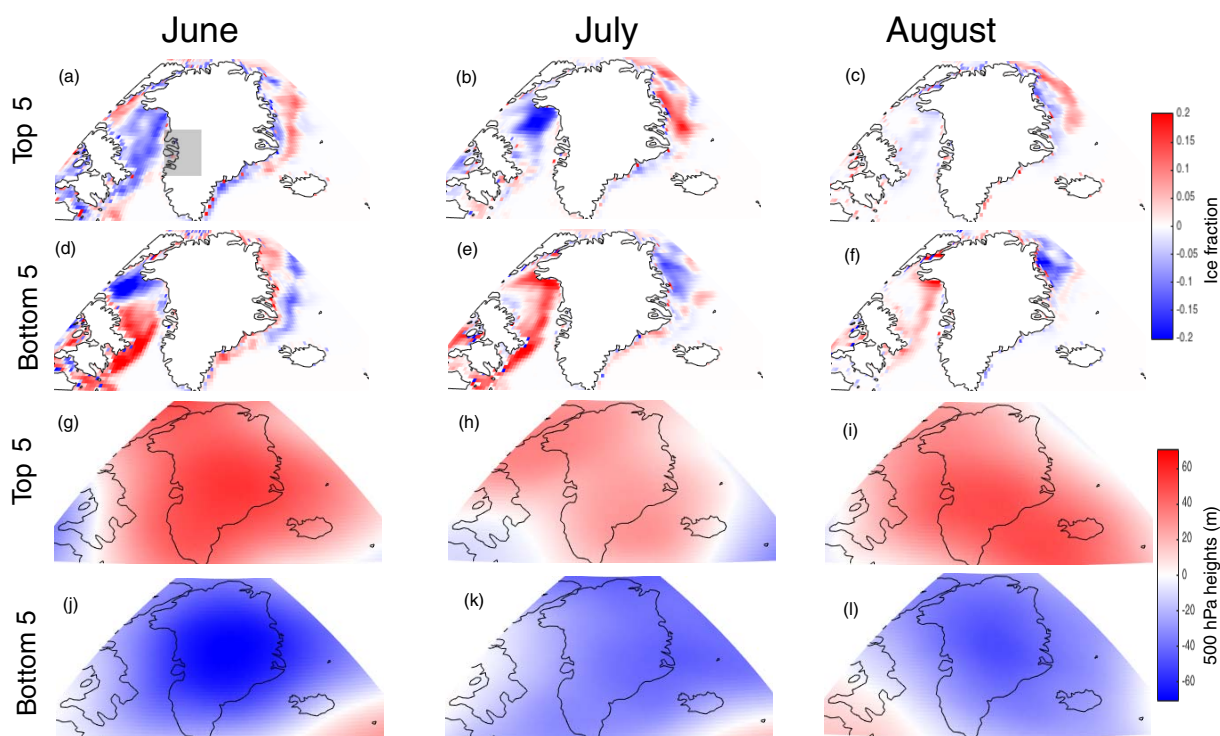 June July August
Top 5
(a) (b) (c)
0.2
0.15
0.1
0.05
0
-0.05
-0.1
-0.15
-0.2
Ice fraction
Bottom 5
(d) (e) (f)
Top 5
(g) (h) (i)
60
40
20
0
-20
-40
-60
500 hPa heights (m)
Bottom 5
(j) (k) (l)